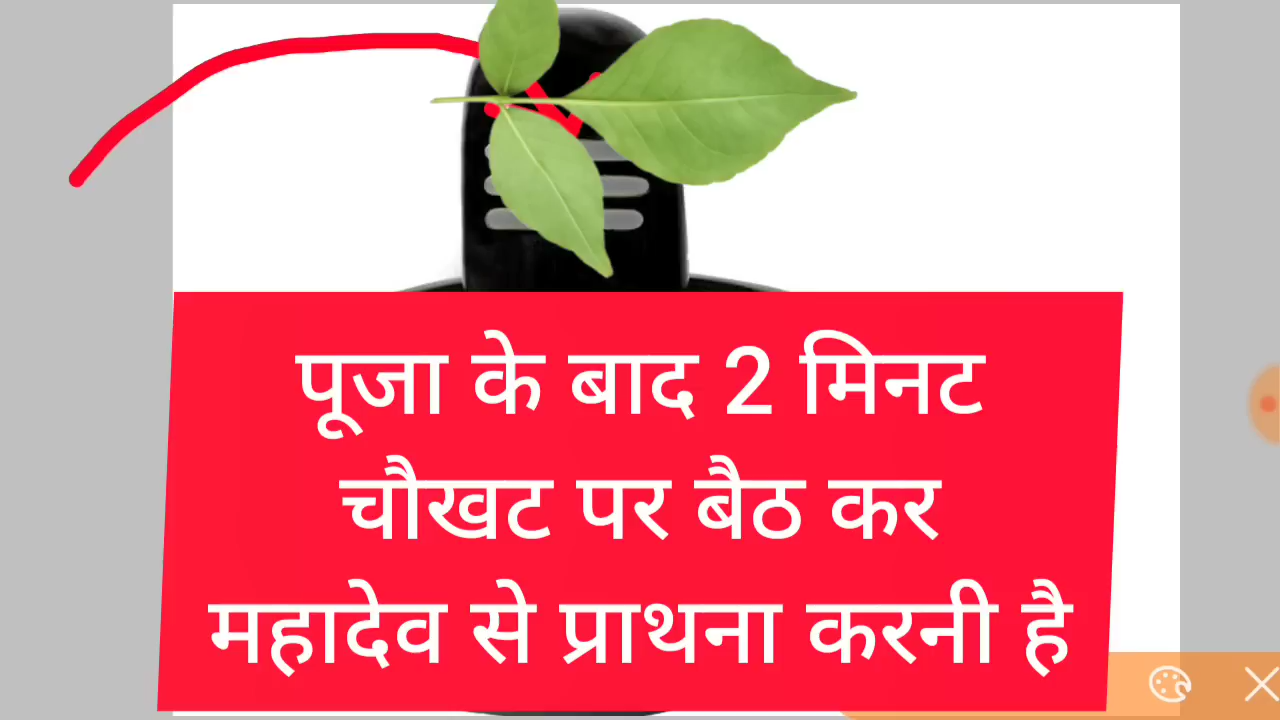 पूजा के बाद 2 मिनट
चौखट पर बैठ कर
महादेव से प्राथना करनी है